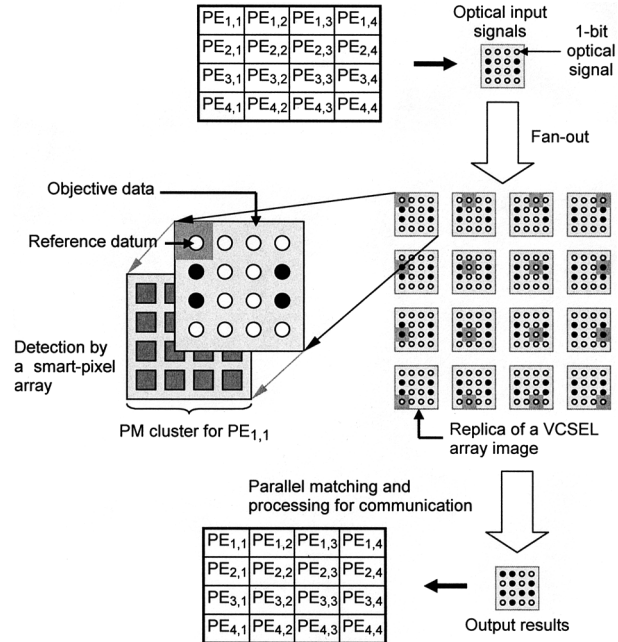 PE1,1 PE1,2 PE1,3 PE1,4
PE2,1 PE2,2 PE2,3 PE2,4
PE3,1 PE3,2 PE3,3 PE3,4
PE4,1 PE4,2 PE4,3 PE4,4
Optical input
signals
1-bit
optical
signal
Fan-out
Objective data
Reference datum
Detection by
a smart-pixel
array
PM cluster for PE1,1
Replica of a VCSEL
array image
Parallel matching and
processing for communication
PE1,1 PE1,2 PE1,3 PE1,4
PE2,1 PE2,2 PE2,3 PE2,4
PE3,1 PE3,2 PE3,3 PE3,4
PE4,1 PE4,2 PE4,3 PE4,4
Output results